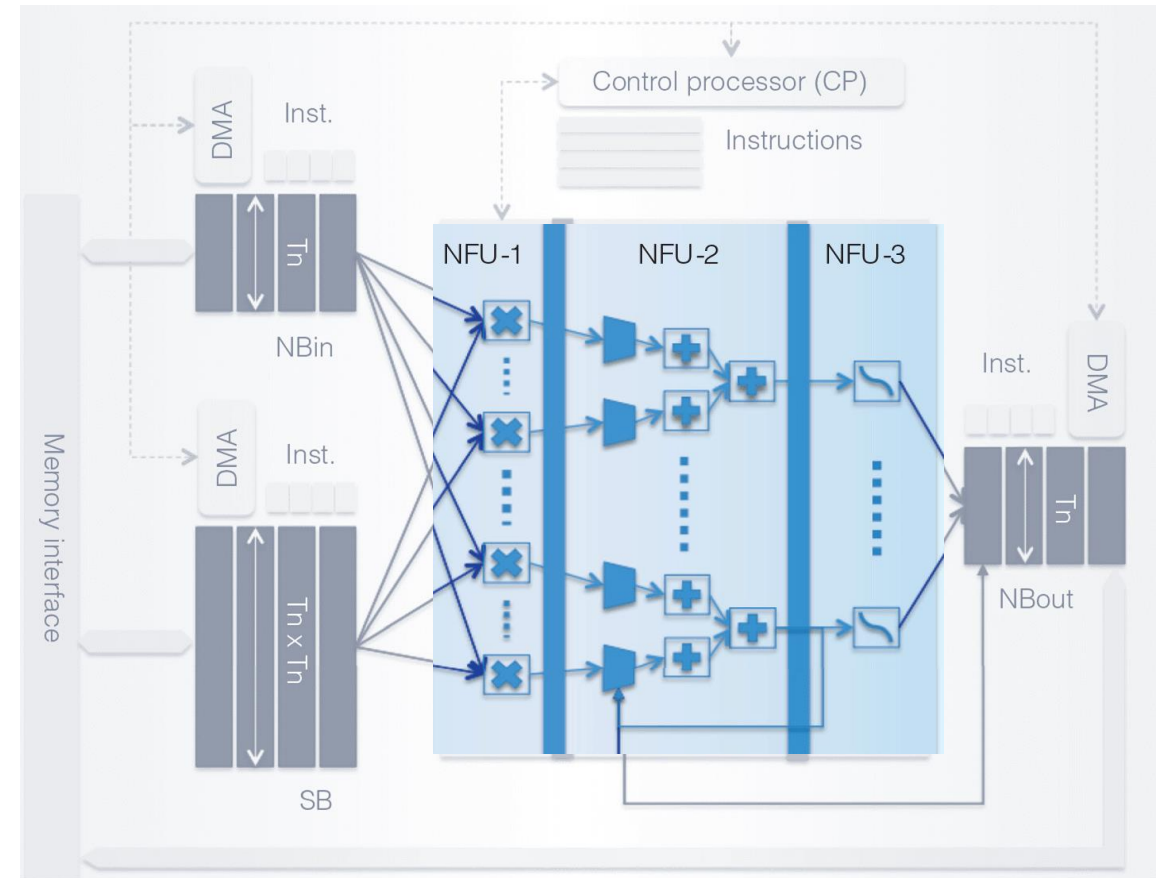 Control processor (CP)
DMA
Inst.
Instructions
Tn
NBin
NFU-1
NFU-2
NFU-3
DMA
Inst.
Tn x Tn
SB
Memory interface
Inst.
DMA
Tn
NBout